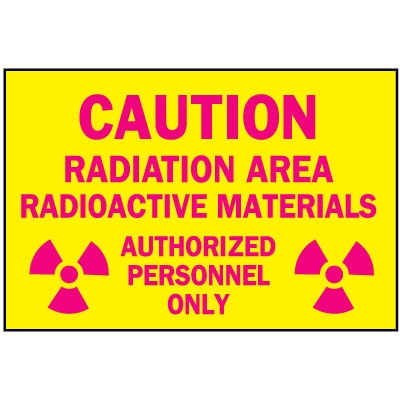 CAUTION
RADIATION AREA
RADIOACTIVE MATERIALS
AUTHORIZED
PERSONNEL
ONLY